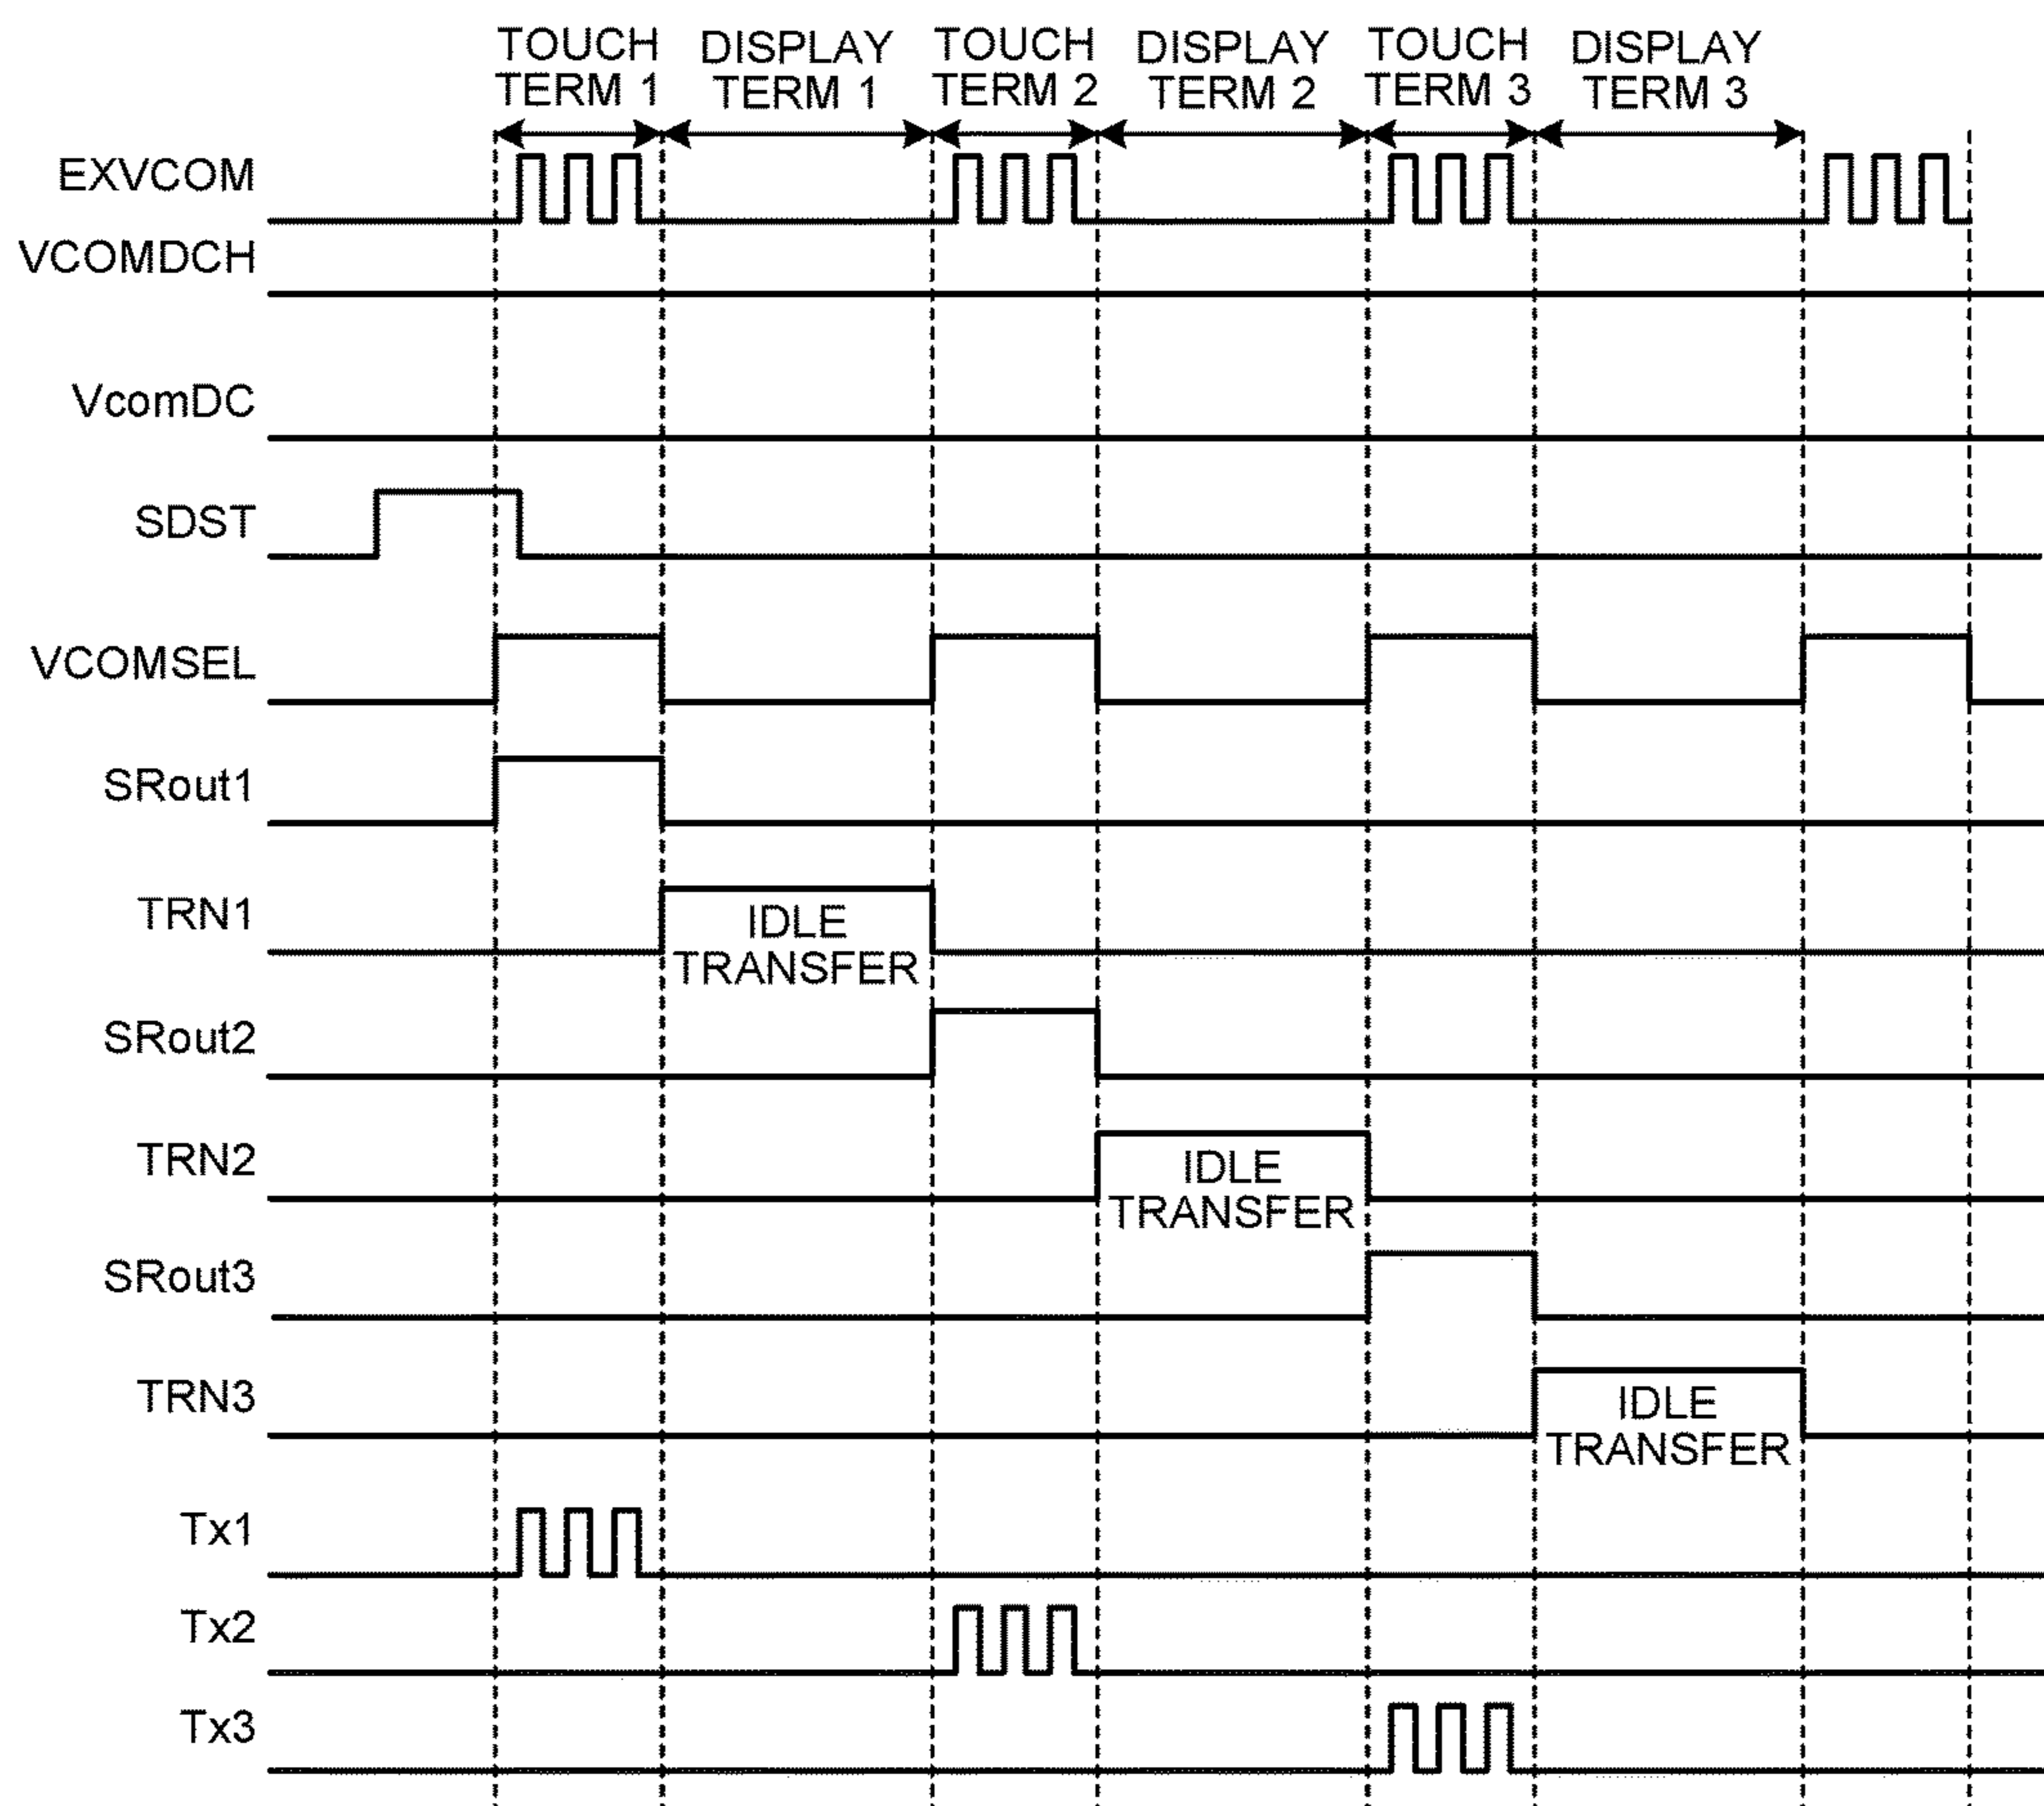 TOUCH TERM 1
DISPLAY TERM 1
TOUCH TERM 2
DISPLAY TERM 2
TOUCH TERM 3
DISPLAY TERM 3
EXVCOM
VCOMDCH
VcomDC
SDST
VCOMSEL
SRout1
TRN1
IDLE
TRANSFER
SRout2
TRN2
IDLE
TRANSFER
SRout3
TRN3
IDLE
TRANSFER
Tx1
Tx2
Tx3